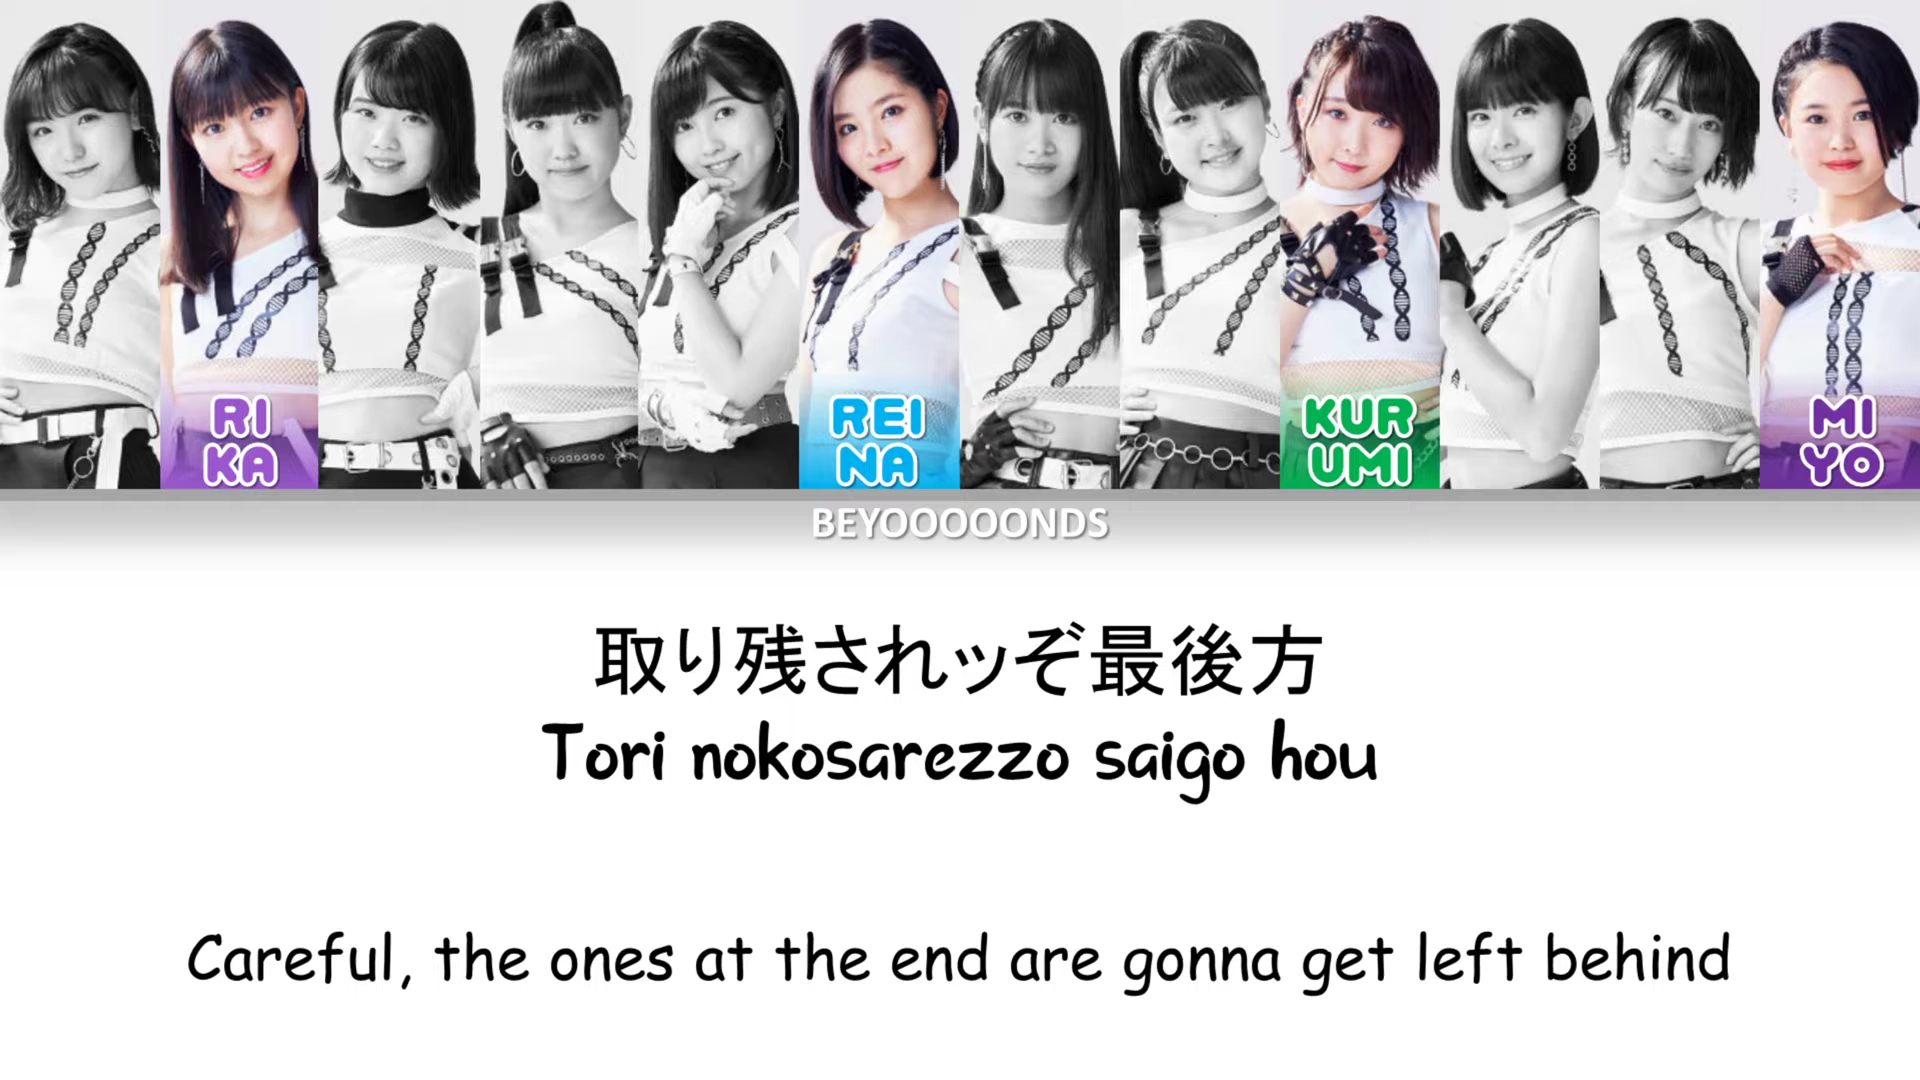 RI
KA
REI
NA
KUR
UMI
MI
YO
BEYOOOOONDS
取り残されッぞ最後方
Tori nokosarezzo saigo hou
Careful, the ones at the end are gonna get left behind